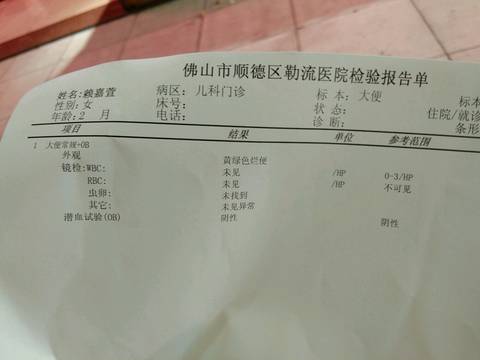 佛山市顺德区勒流医院检验报告单
姓名:赖嘉萱 病区: 儿科门诊 标 本: 大便 标本
性别: 女 床号: 状 态: 住院/就诊
年龄: 2 月 电话: 诊 断: 条形
项目 结果 单位 参考范围
1 大便常规+OB
外观 黄绿色烂便
镜检:WBC: 未见 /HP 0-3/HP
RBC: 未见 /HP 不可见
虫卵: 未找到
其它: 未见异常
潜血试验(OB) 阴性 阴性